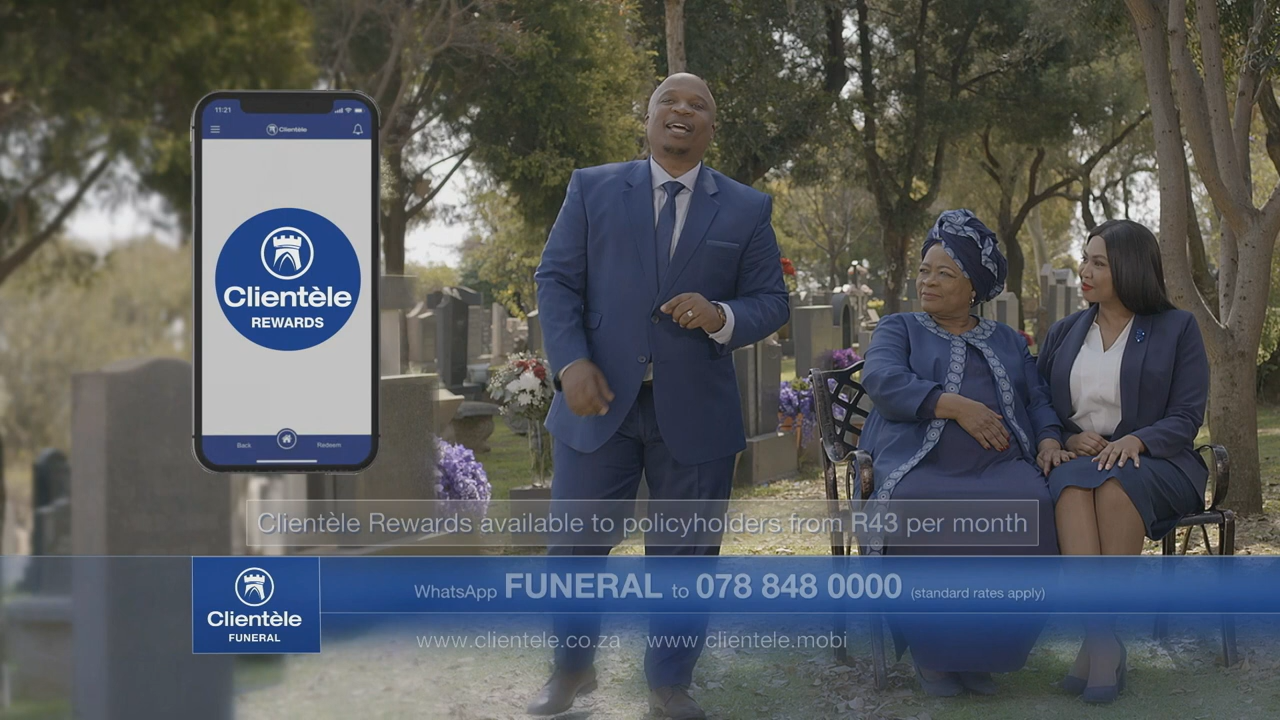 11:21
Clientèle
Clientèle
REWARDS
Back
Redeem
Clientèle Rewards available to policyholders from R43 per month
WhatsApp FUNERAL to 078 848 0000 (standard rates apply)
Clientèle
FUNERAL
www.clientele.co.za www.clientele.mobi